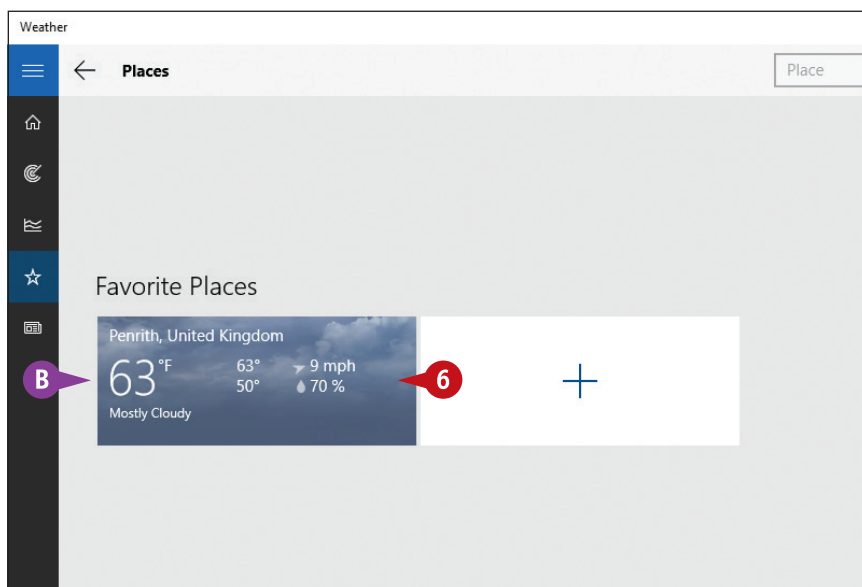 Weather
Places
Place
Favorite Places
Penrith, United Kingdom
63°F 63° 9 mph
50° 70 %
Mostly Cloudy
B
6